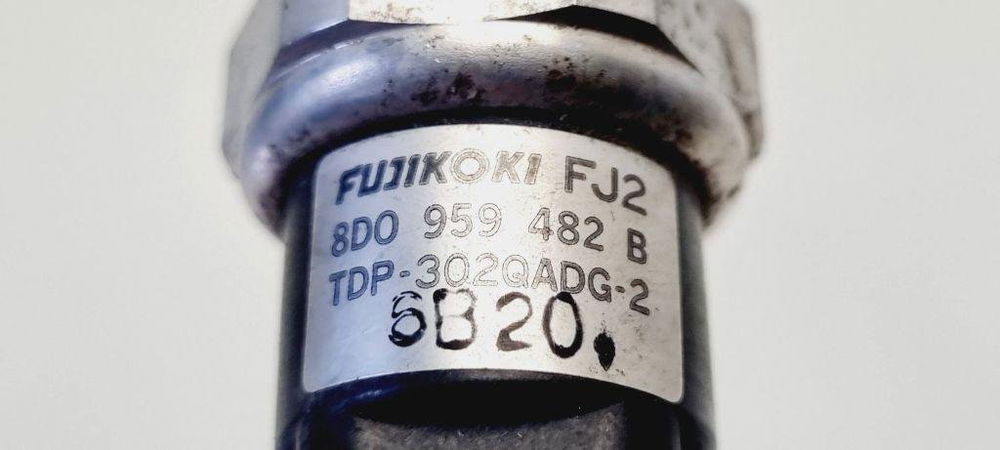 FUJIKOKI FJ2
8D0 959 482 B
TDP-302QADG-2
6B20.